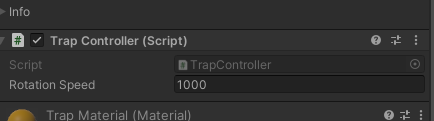 Info
Trap Controller (Script)
Script TrapController
Rotation Speed 1000
Trap Material (Material)